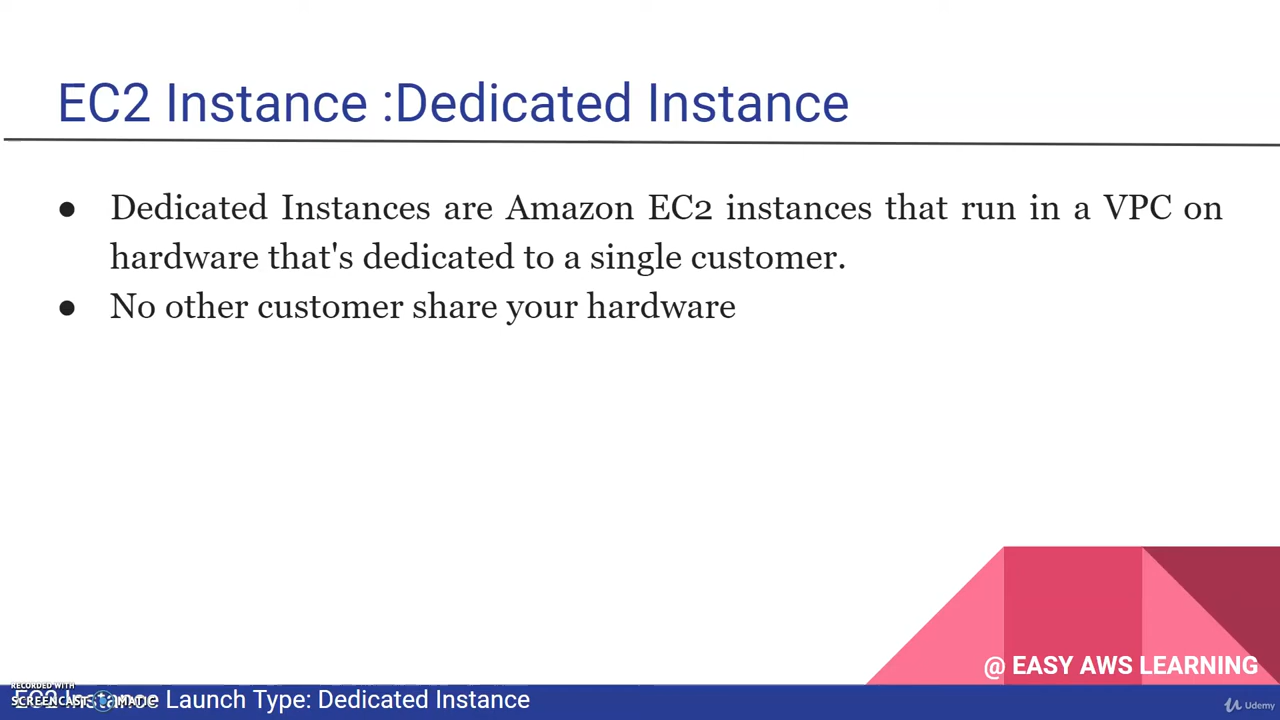 EC2 Instance :Dedicated Instance
● Dedicated Instances are Amazon EC2 instances that run in a VPC on
hardware that's dedicated to a single customer.
● No other customer share your hardware
@ EASY AWS LEARNING
RECORDED WITH
SCREENCAST MATIC
EC2 Instance Launch Type: Dedicated Instance
Udemy